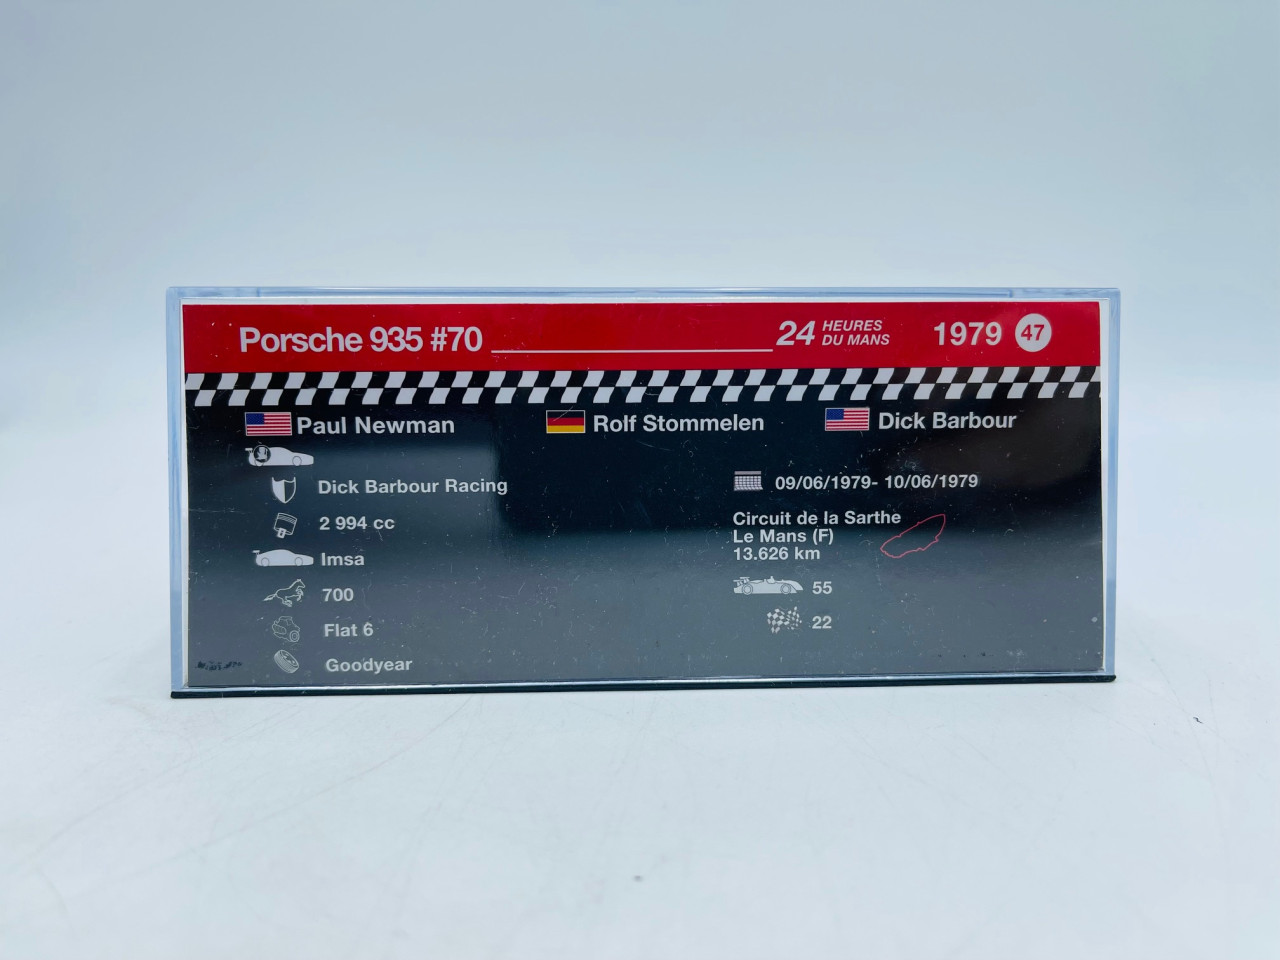 Porsche 935 #70
24 HEURES DU MANS 1979 47
Paul Newman Rolf Stommelen Dick Barbour
Dick Barbour Racing
2 994 cc
Imsa
700
Flat 6
Goodyear
09/06/1979- 10/06/1979
Circuit de la Sarthe
Le Mans (F)
13.626 km
55
22